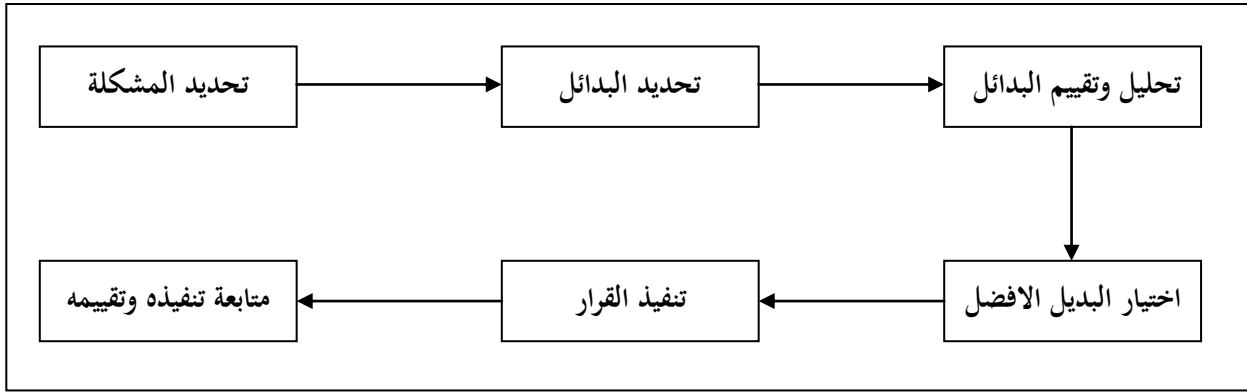 تحديد المشكلة
تحديد البدائل
تحليل وتقييم البدائل
اختيار البديل الافضل
تنفيذ القرار
متابعة تنفيذه وتقييمه